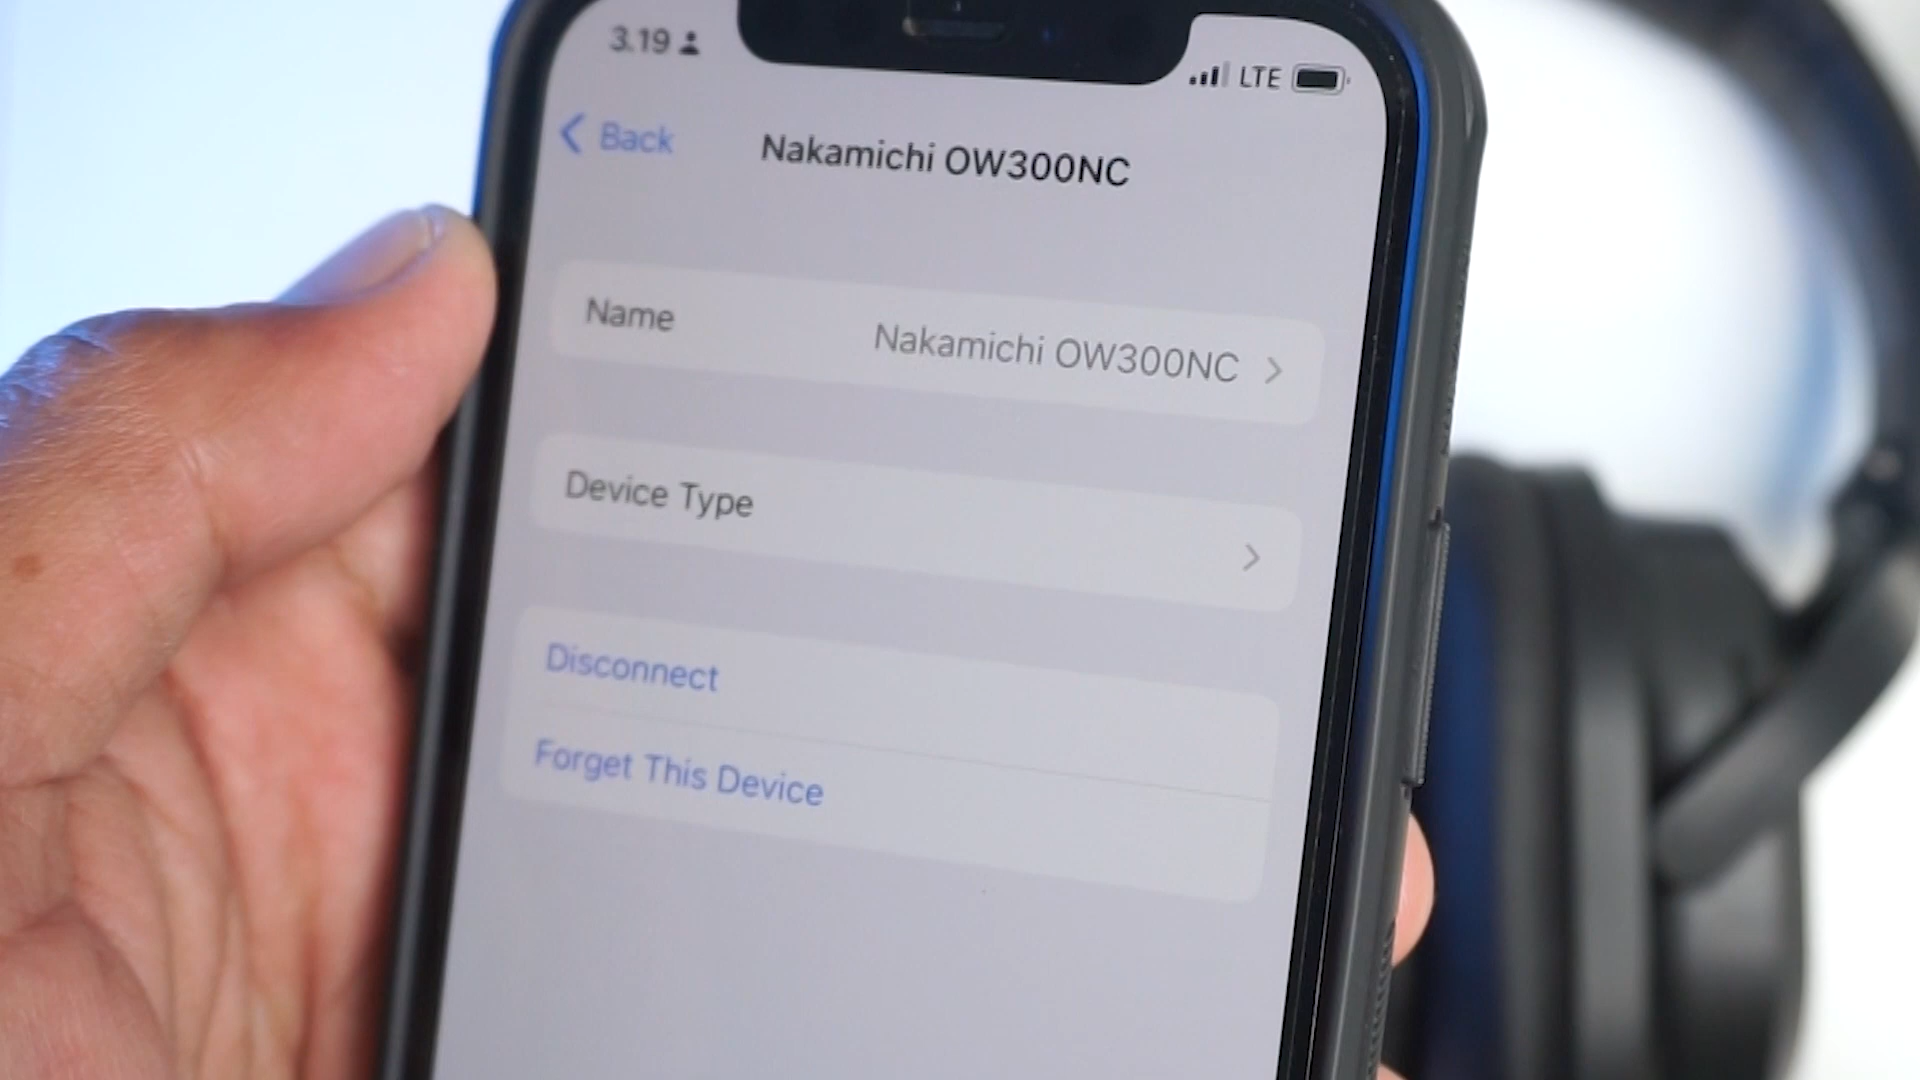 3.19
LTE
Back
Nakamichi OW300NC
Name
Nakamichi OW300NC
Device Type
Disconnect
Forget This Device